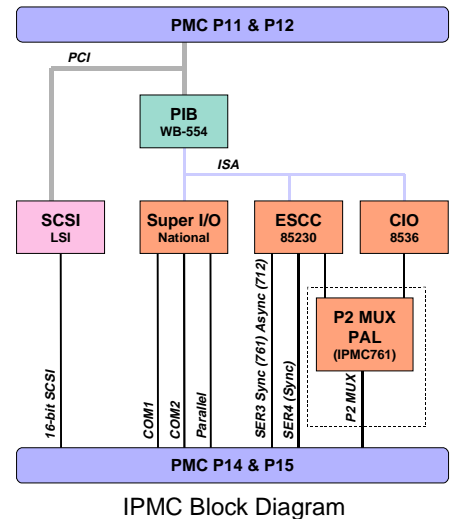 PMC P11 & P12
PCI
PIB
WB-554
ISA
SCSI
LSI
Super I/O
National
ESCC
85230
CIO
8536
P2 MUX
PAL
(IPMC761)
16-bit SCSI
COM1
COM2
Parallel
SER3 Sync (761) Async (712)
SER4 (Sync)
P2 MUX
PMC P14 & P15
IPMC Block Diagram